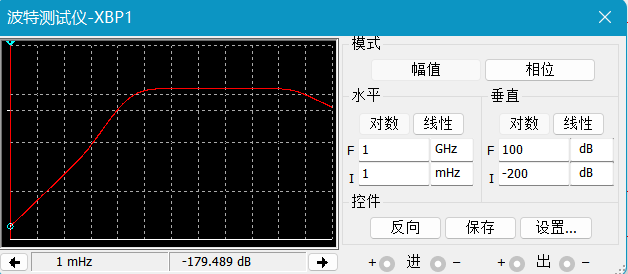 波特测试仪-XBP1
模式
幅值 相位
水平 垂直
对数 线性 对数 线性
F 1 GHz F 100 dB
I 1 mHz I -200 dB
控件
反向 保存 设置...
1 mHz -179.489 dB + 进 − + 出 −